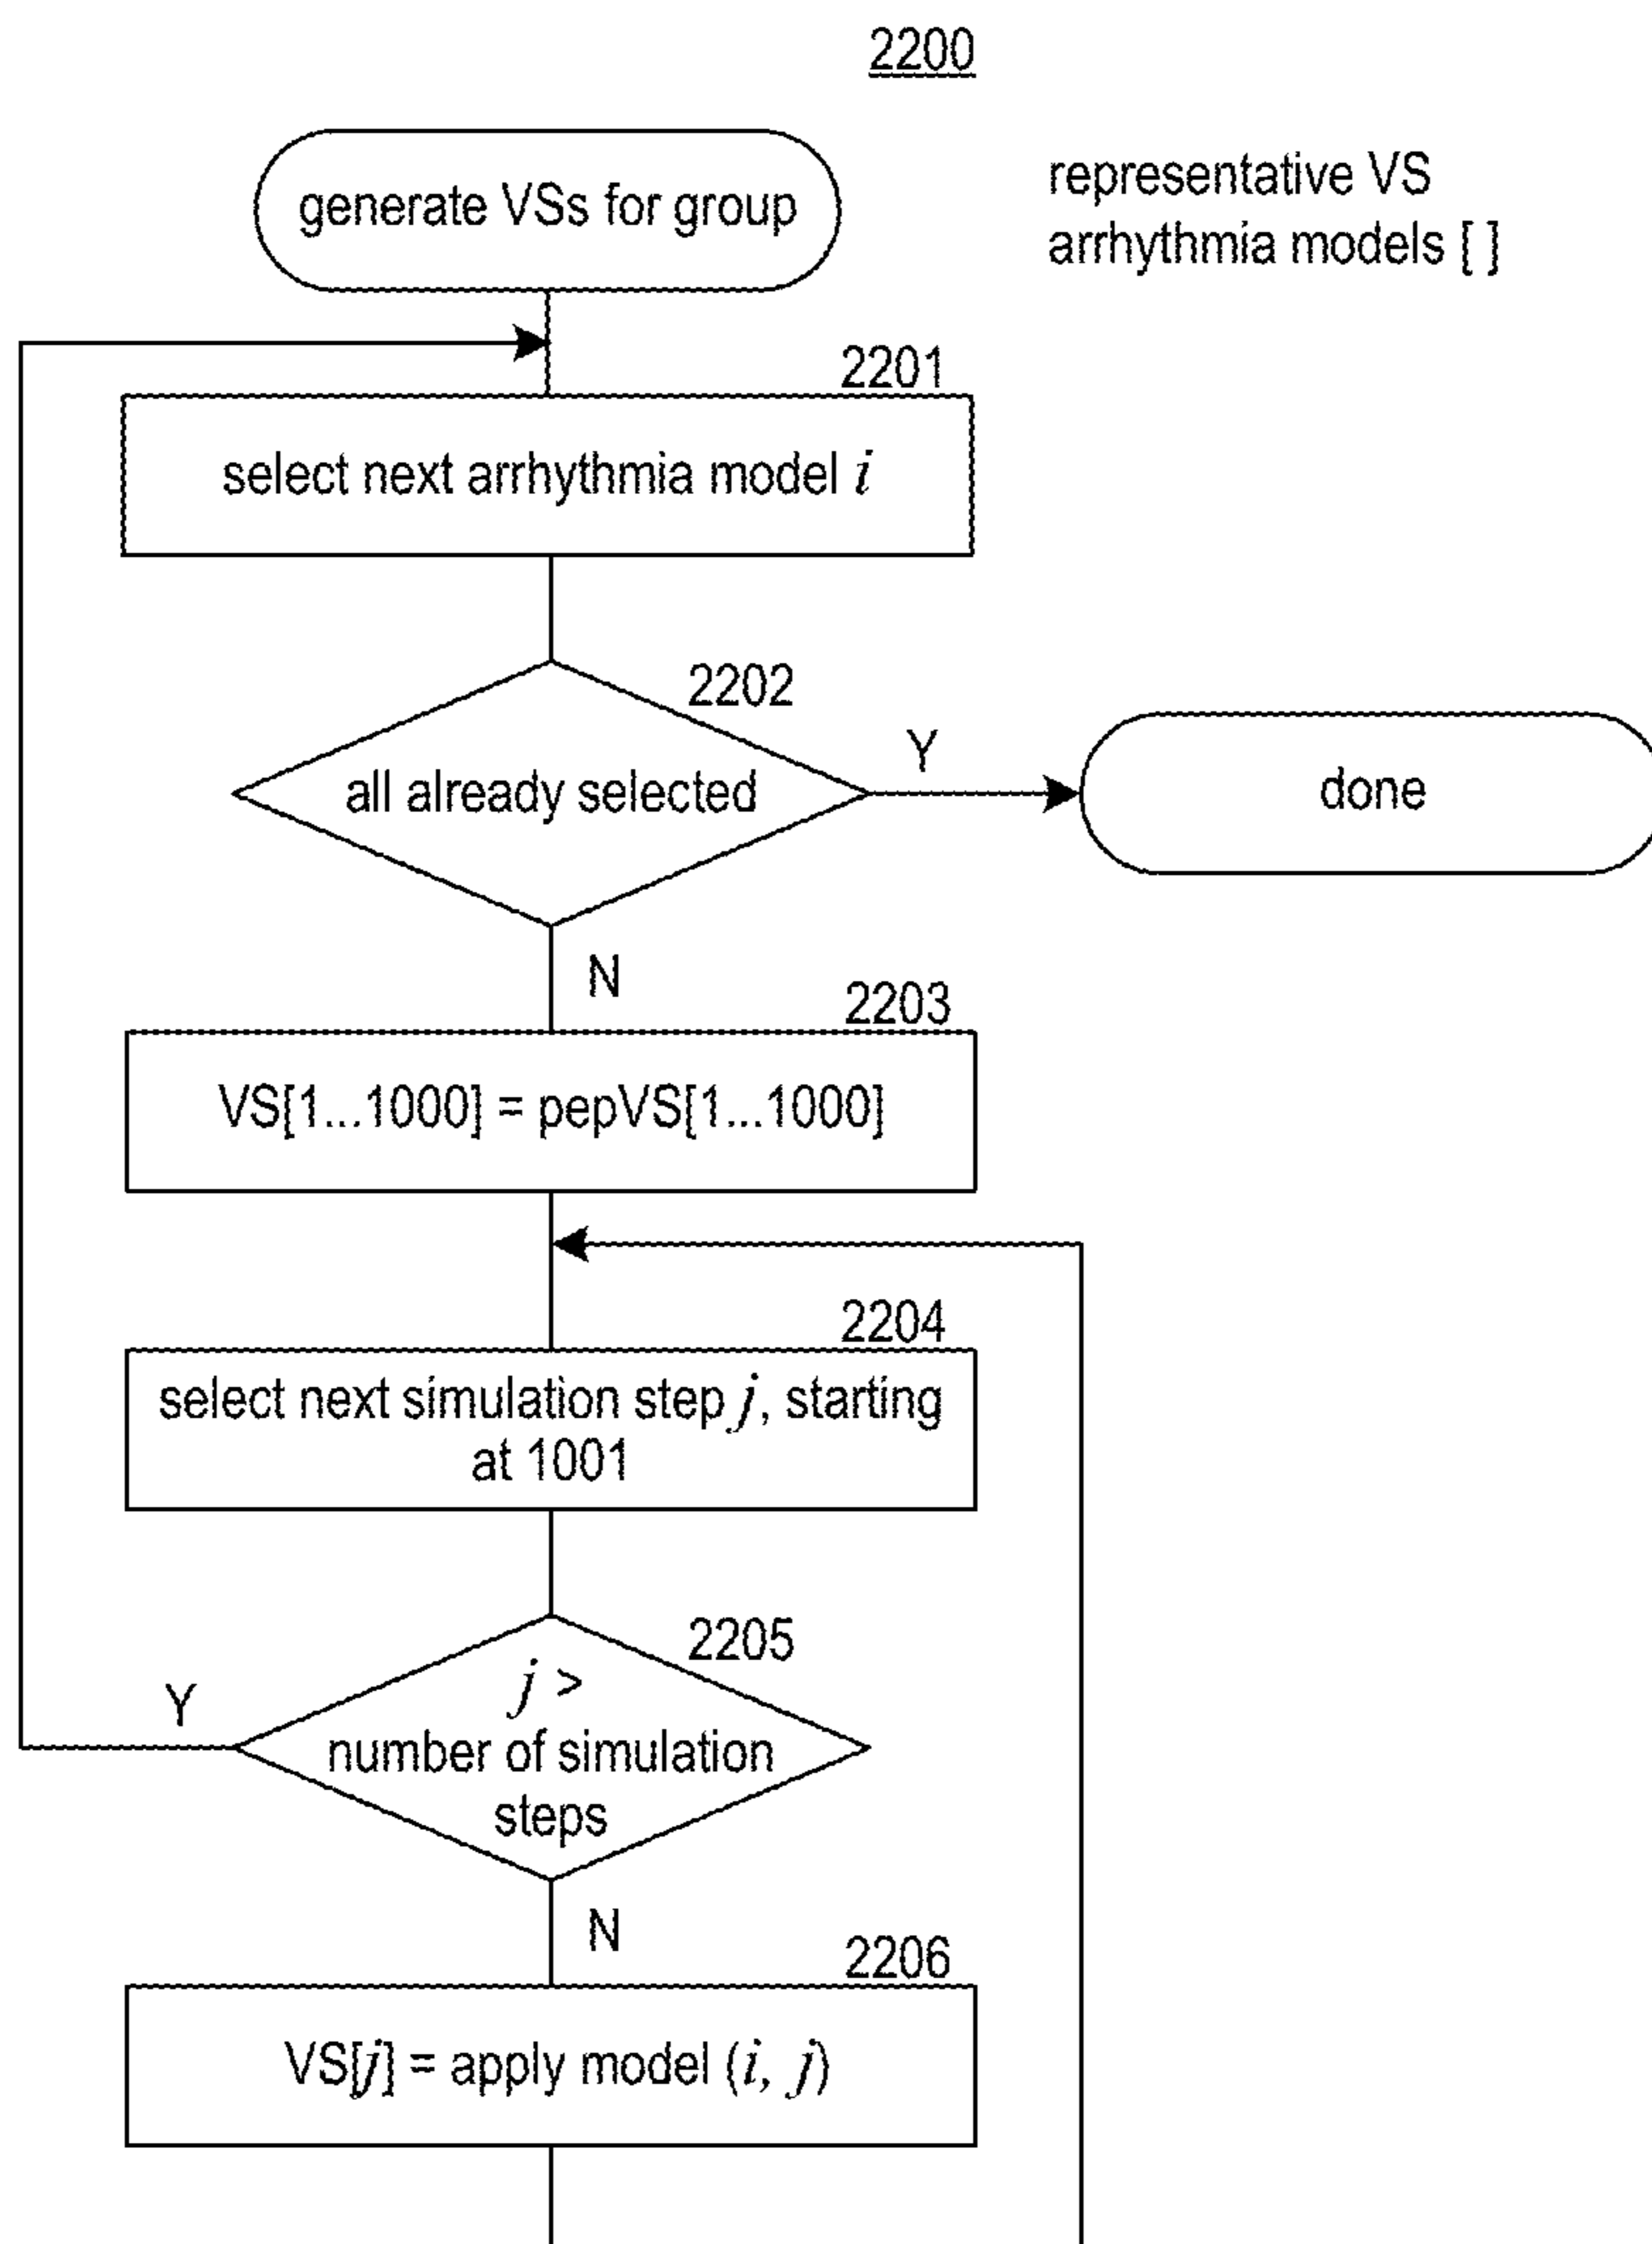 2200
generate VSs for group
representative VS
arrhythmia models [ ]
2201
select next arrhythmia model i
2202
all already selected
Y
done
N
2203
VS[1...1000] = pepVS[1...1000]
2204
select next simulation step j, starting
at 1001
2205
j >
number of simulation
steps
Y
N
2206
VS[j] = apply model (i, j)